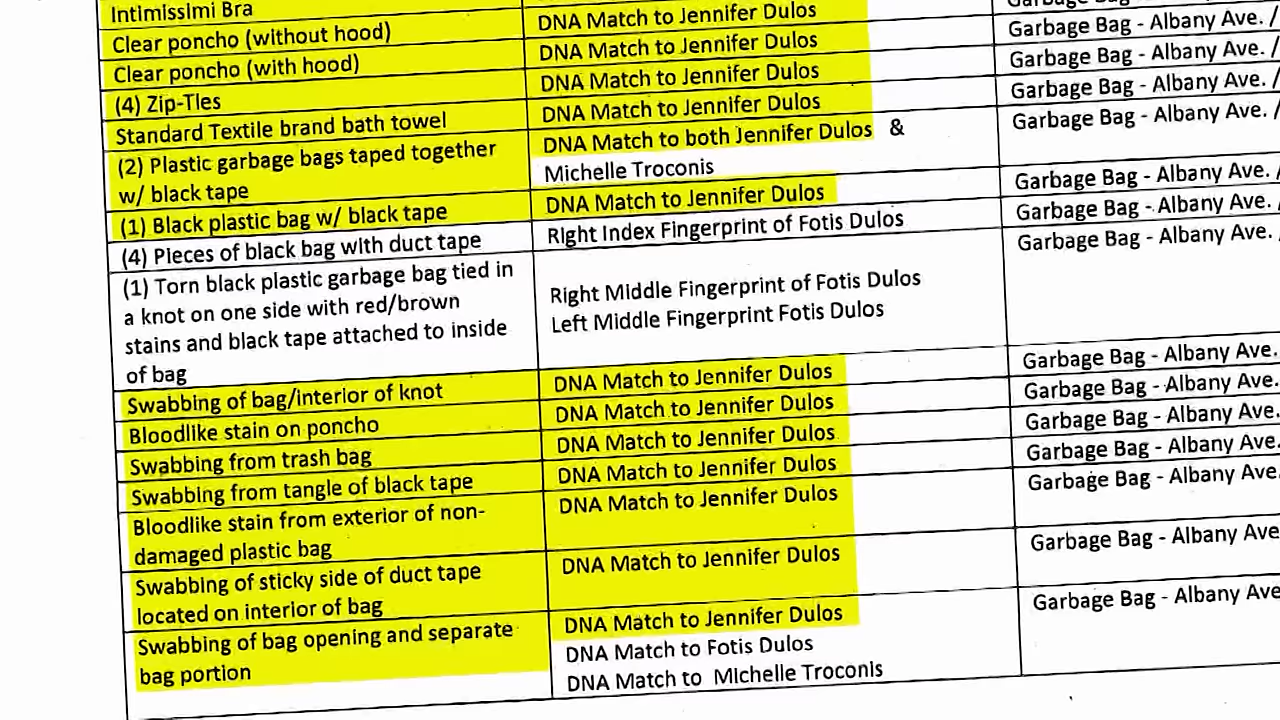 Intimissimi Bra DNA Match to Jennifer Dulos
Clear poncho (without hood) DNA Match to Jennifer Dulos Garbage Bag - Albany Ave. /
Clear poncho (with hood) DNA Match to Jennifer Dulos Garbage Bag - Albany Ave. /
(4) Zip-Tles DNA Match to Jennifer Dulos Garbage Bag - Albany Ave. /
Standard Textile brand bath towel DNA Match to both Jennifer Dulos & Garbage Bag - Albany Ave. /
(2) Plastic garbage bags taped together Michelle Troconis
w/ black tape DNA Match to Jennifer Dulos Garbage Bag - Albany Ave. /
(1) Black plastic bag w/ black tape Right Index Fingerprint of Fotis Dulos Garbage Bag - Albany Ave. /
(4) Pieces of black bag with duct tape Garbage Bag - Albany Ave. /
(1) Torn black plastic garbage bag tied in
a knot on one side with red/brown Right Middle Fingerprint of Fotis Dulos
stains and black tape attached to inside Left Middle Fingerprint Fotis Dulos
of bag
Swabbing of bag/interior of knot DNA Match to Jennifer Dulos Garbage Bag - Albany Ave.
Bloodlike stain on poncho DNA Match to Jennifer Dulos Garbage Bag - Albany Ave.
Swabbing from trash bag DNA Match to Jennifer Dulos Garbage Bag - Albany Ave.
Swabbing from tangle of black tape DNA Match to Jennifer Dulos Garbage Bag - Albany Ave.
Bloodlike stain from exterior of non- DNA Match to Jennifer Dulos Garbage Bag - Albany Ave.
damaged plastic bag
Swabbing of sticky side of duct tape DNA Match to Jennifer Dulos Garbage Bag - Albany Ave
located on interior of bag
Swabbing of bag opening and separate DNA Match to Jennifer Dulos Garbage Bag - Albany Ave
bag portion DNA Match to Fotis Dulos
DNA Match to Michelle Troconis